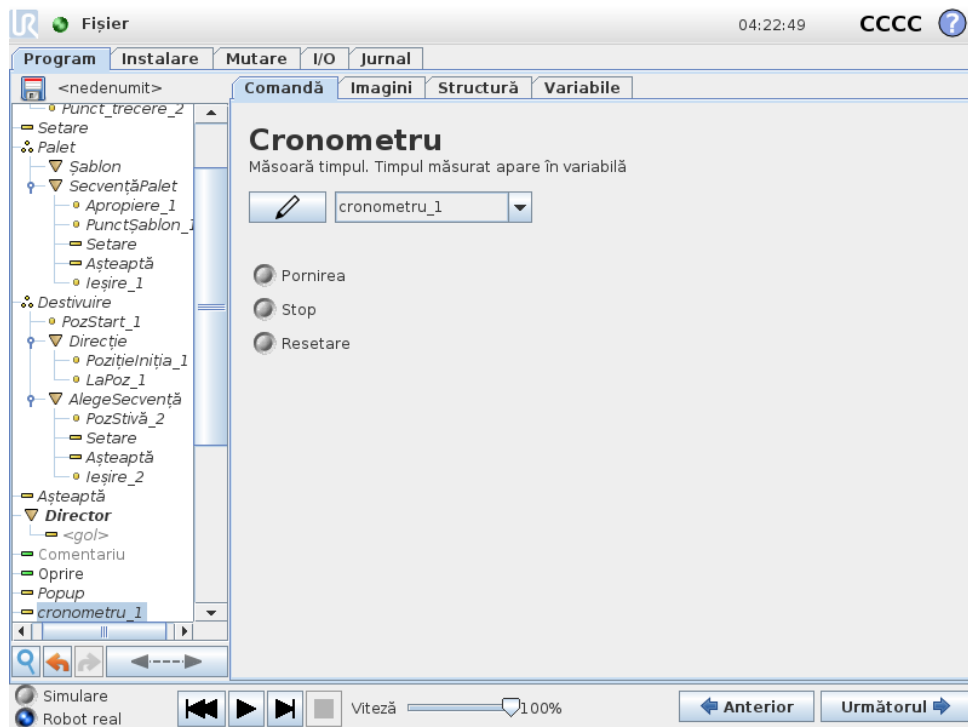 UR Fișier 04:22:49 CCCC ?
Program Instalare Mutare I/O Jurnal
<nedenumit>
Comandă Imagini Structură Variabile
Punct_trecere_2
Setare
Palet
Șablon
SecvențăPalet
Apropiere_1
PunctȘablon_1
Setare
Așteaptă
Ieșire_1
Destivuire
PozStart_1
Direcție
PozițieIniția_1
LaPoz_1
AlegeSecvență
PozStivă_2
Setare
Așteaptă
Ieșire_2
Așteaptă
Director
<gol>
Comentariu
Oprire
Popup
cronometru_1
Cronometru
Măsoară timpul. Timpul măsurat apare în variabilă
cronometru_1
Pornirea
Stop
Resetare
Simulare
Robot real
Viteză 100%
Anterior Următorul